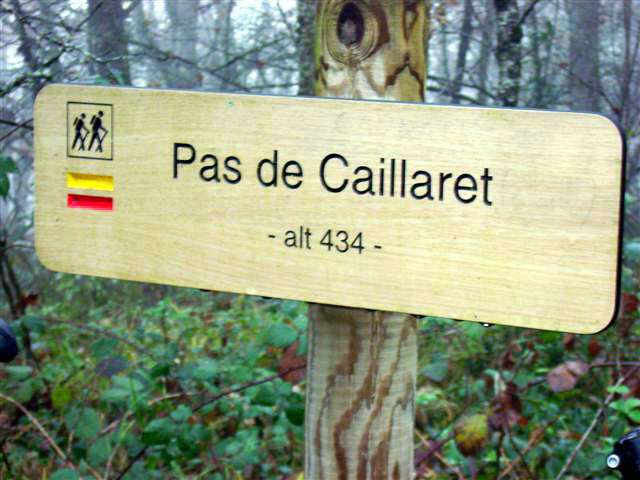 Pas de Caillaret
- alt 434 -